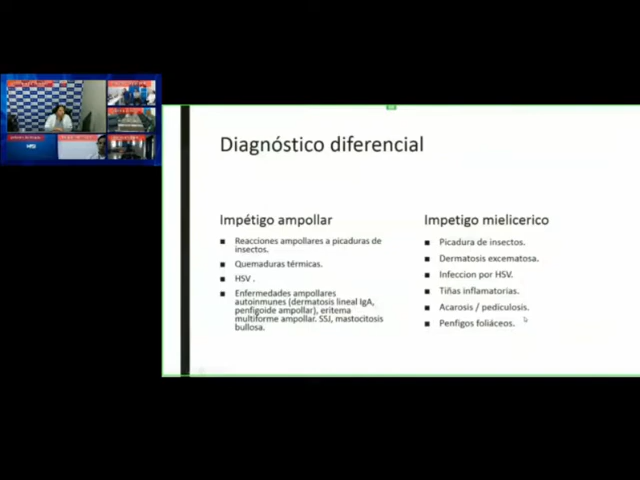 Diagnóstico diferencial
Impétigo ampollar
Reacciones ampollares a picaduras de
insectos.
Quemaduras térmicas.
HSV .
Enfermedades ampollares
autoinmunes (dermatosis lineal IgA,
penfigoide ampollar), eritema
multiforme ampollar. SSJ, mastocitosis
bullosa.
Impetigo mielicerico
Picadura de insectos.
Dermatosis excematosa.
Infeccion por HSV.
Tiñas inflamatorias.
Acarosis / pediculosis.
Penfigos foliáceos.